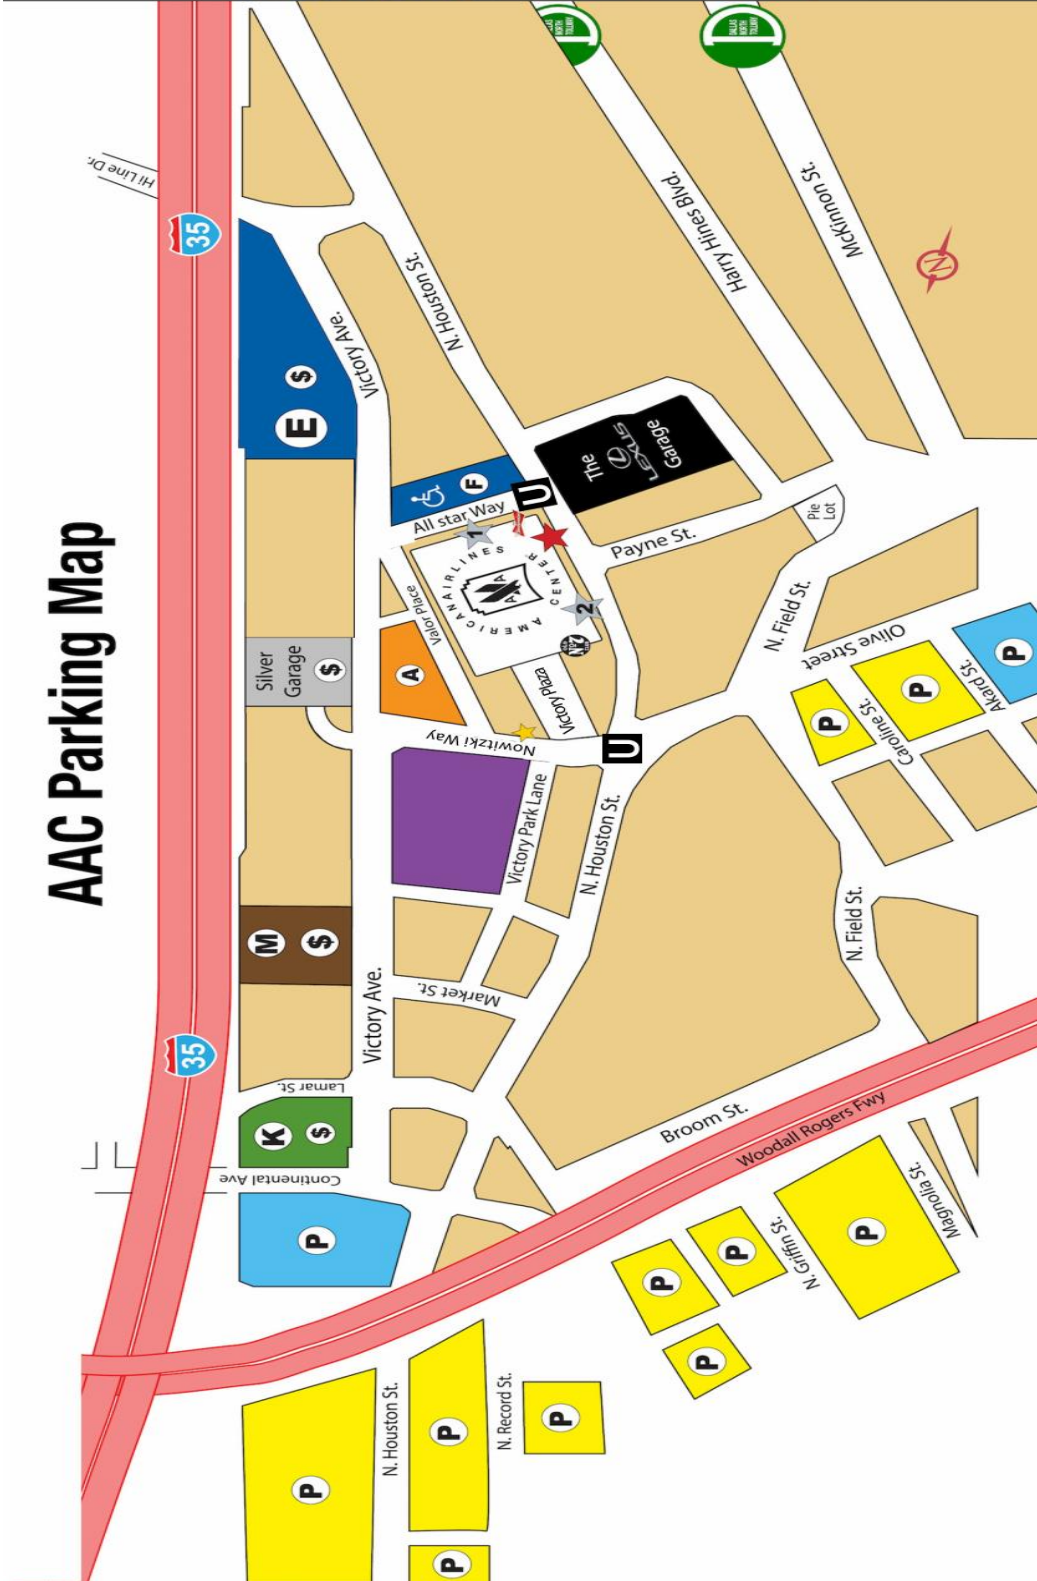 AAC Parking Map
Hi Line Dr.
35
35
DALLAS
NORTH
TOLLWAY
Harry Hines Blvd.
McKinnon St.
N
N. Houston St.
Victory Ave.
E
$
The
LEXUS
Garage
F
U
All star Way
1
AMERICAN AIRLINES CENTER
AA
2
Payne St.
Pie
Lot
N. Field St.
Olive Street
P
Akard St.
P
Caroline St.
P
Valor Place
A
Silver
Garage
$
Victory Plaza
Nowitzki Way
U
Victory Park Lane
N. Houston St.
M
$
Market St.
Victory Ave.
N. Field St.
Lamar St.
K
$
Continental Ave
Broom St.
Woodall Rogers Fwy
Magnolia St.
N. Griffin St.
P
P
P
P
P
N. Houston St.
N. Record St.
P
P
P
P